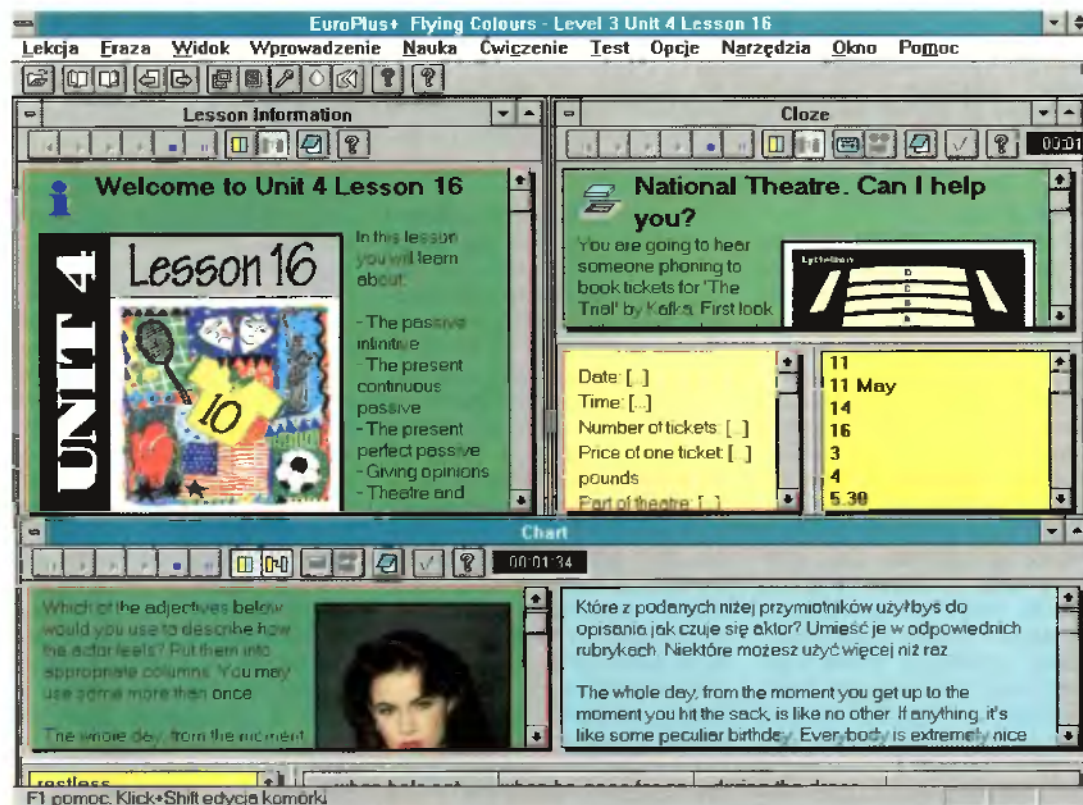 EuroPlus+ Flying Colours - Level 3 Unit 4 Lesson 16
Lekcja Fraza Widok Wprowadzenie Nauka Ćwiczenie Test Opcje Narzędzia Okno Pomoc
Lesson Information
Welcome to Unit 4 Lesson 16
UNIT 4
Lesson 16
10
In this lesson
you will learn
about:
- The passive
infinitive
- The present
continuous
passive
- The present
perfect passive
- Giving opinions
- Theatre and
Cloze
00:01
National Theatre. Can I help
you?
You are going to hear
someone phoning to
book tickets for 'The
Trial' by Kafka. First look
Lyttelton
D
C
B
A
Date: [...]
Time: [...]
Number of tickets: [...]
Price of one ticket: [...]
pounds
Part of theatre: [...]
11
11 May
14
16
3
4
5.30
Chart
00:01:34
Which of the adjectives below
would you use to describe how
the actor feels? Put them into
appropriate columns. You may
use some more than once.
The whole day, from the moment
Które z podanych niżej przymiotników użyłbyś do
opisania jak czuje się aktor? Umieść je w odpowiednich
rubrykach. Niektóre możesz użyć więcej niż raz.
The whole day, from the moment you get up to the
moment you hit the sack, is like no other. If anything, it's
like some peculiar birthday. Everybody is extremely nice
restless
F1 pomoc, Klick+Shift edycja komórki